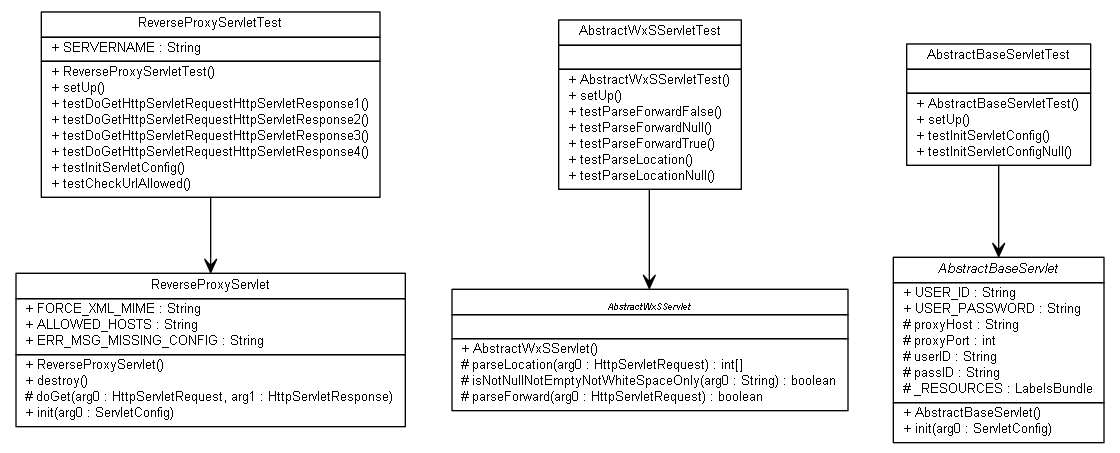 ReverseProxyServletTest
+ SERVERNAME : String
+ ReverseProxyServletTest()
+ setUp()
+ testDoGetHttpServletRequestHttpServletResponse1()
+ testDoGetHttpServletRequestHttpServletResponse2()
+ testDoGetHttpServletRequestHttpServletResponse3()
+ testDoGetHttpServletRequestHttpServletResponse4()
+ testInitServletConfig()
+ testCheckUrlAllowed()
AbstractWxSServletTest
+ AbstractWxSServletTest()
+ setUp()
+ testParseForwardFalse()
+ testParseForwardNull()
+ testParseForwardTrue()
+ testParseLocation()
+ testParseLocationNull()
AbstractBaseServletTest
+ AbstractBaseServletTest()
+ setUp()
+ testInitServletConfig()
+ testInitServletConfigNull()
ReverseProxyServlet
+ FORCE_XML_MIME : String
+ ALLOWED_HOSTS : String
+ ERR_MSG_MISSING_CONFIG : String
+ ReverseProxyServlet()
+ destroy()
# doGet(arg0 : HttpServletRequest, arg1 : HttpServletResponse)
+ init(arg0 : ServletConfig)
AbstractWxSServlet
+ AbstractWxSServlet()
# parseLocation(arg0 : HttpServletRequest) : int[]
# isNotNullNotEmptyNotWhiteSpaceOnly(arg0 : String) : boolean
# parseForward(arg0 : HttpServletRequest) : boolean
AbstractBaseServlet
+ USER_ID : String
+ USER_PASSWORD : String
# proxyHost : String
# proxyPort : int
# userID : String
# passID : String
# _RESOURCES : LabelsBundle
+ AbstractBaseServlet()
+ init(arg0 : ServletConfig)